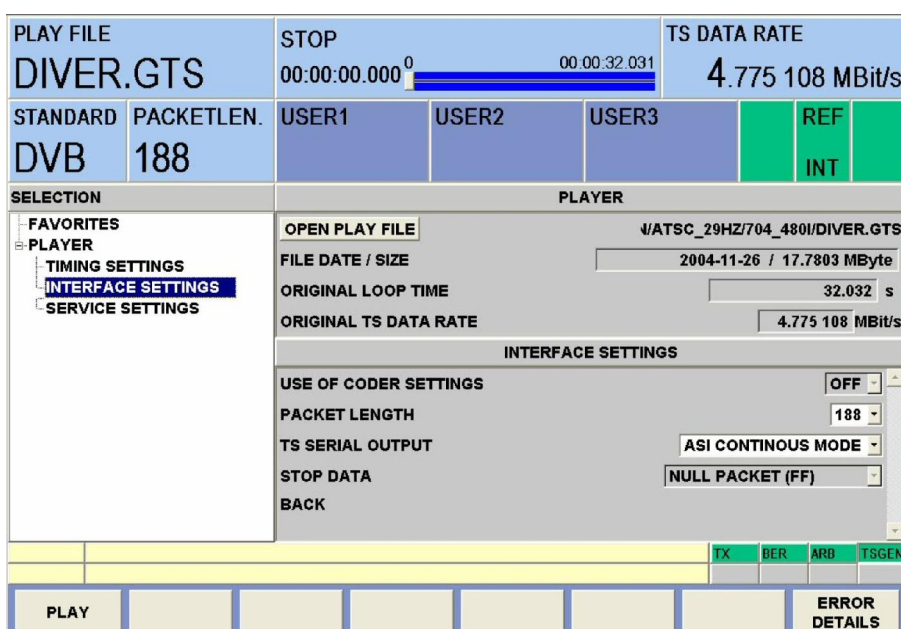 PLAY FILE
DIVER.GTS
STOP
00:00:00.000
0
00:00:32.031
TS DATA RATE
4.775 108 MBit/s
STANDARD
DVB
PACKETLEN.
188
USER1
USER2
USER3
REF
INT
SELECTION
FAVORITES
PLAYER
TIMING SETTINGS
INTERFACE SETTINGS
SERVICE SETTINGS
PLAYER
OPEN PLAY FILE
/ATSC_29HZ/704_480I/DIVER.GTS
FILE DATE / SIZE
2004-11-26 / 17.7803 MByte
ORIGINAL LOOP TIME
32.032 s
ORIGINAL TS DATA RATE
4.775 108 MBit/s
INTERFACE SETTINGS
USE OF CODER SETTINGS
OFF
PACKET LENGTH
188
TS SERIAL OUTPUT
ASI CONTINOUS MODE
STOP DATA
NULL PACKET (FF)
BACK
TX
BER
ARB
TSGEN
PLAY
ERROR
DETAILS